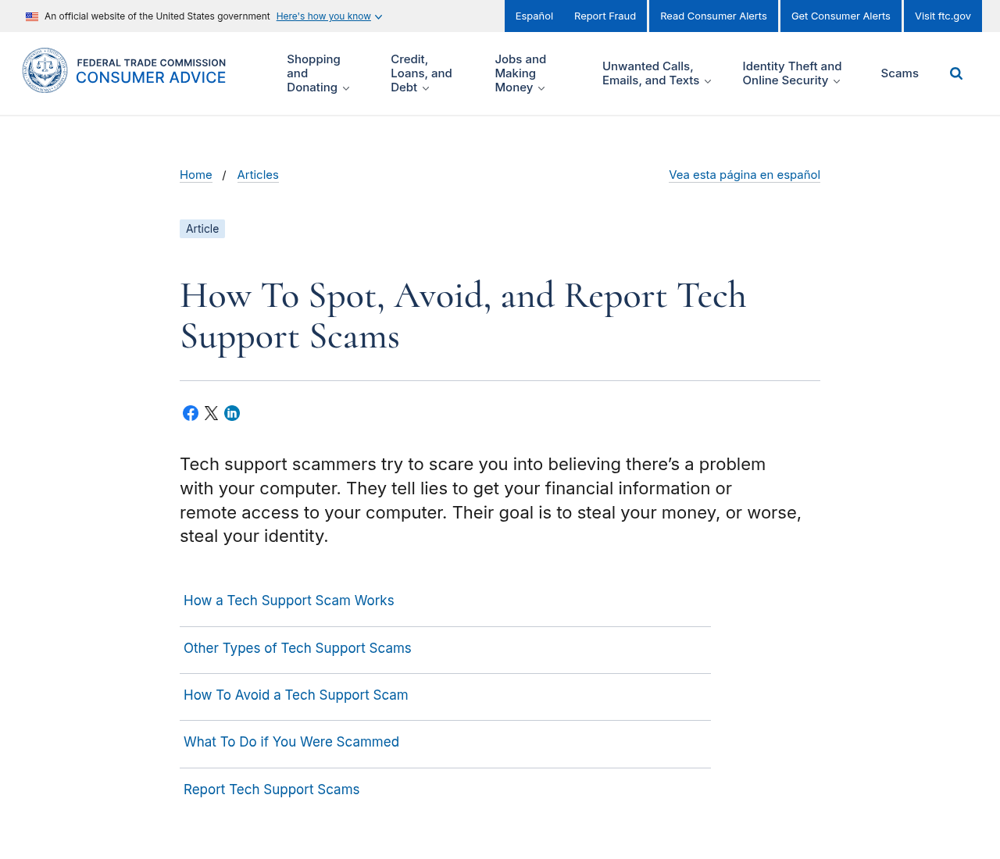 An official website of the United States government Here's how you know
Español Report Fraud Read Consumer Alerts Get Consumer Alerts Visit ftc.gov
FEDERAL TRADE COMMISSION
CONSUMER ADVICE
Shopping
and
Donating
Credit,
Loans, and
Debt
Jobs and
Making
Money
Unwanted Calls,
Emails, and Texts
Identity Theft and
Online Security
Scams
Home / Articles
Vea esta página en español
Article
How To Spot, Avoid, and Report Tech
Support Scams
Tech support scammers try to scare you into believing there’s a problem
with your computer. They tell lies to get your financial information or
remote access to your computer. Their goal is to steal your money, or worse,
steal your identity.
How a Tech Support Scam Works
Other Types of Tech Support Scams
How To Avoid a Tech Support Scam
What To Do if You Were Scammed
Report Tech Support Scams